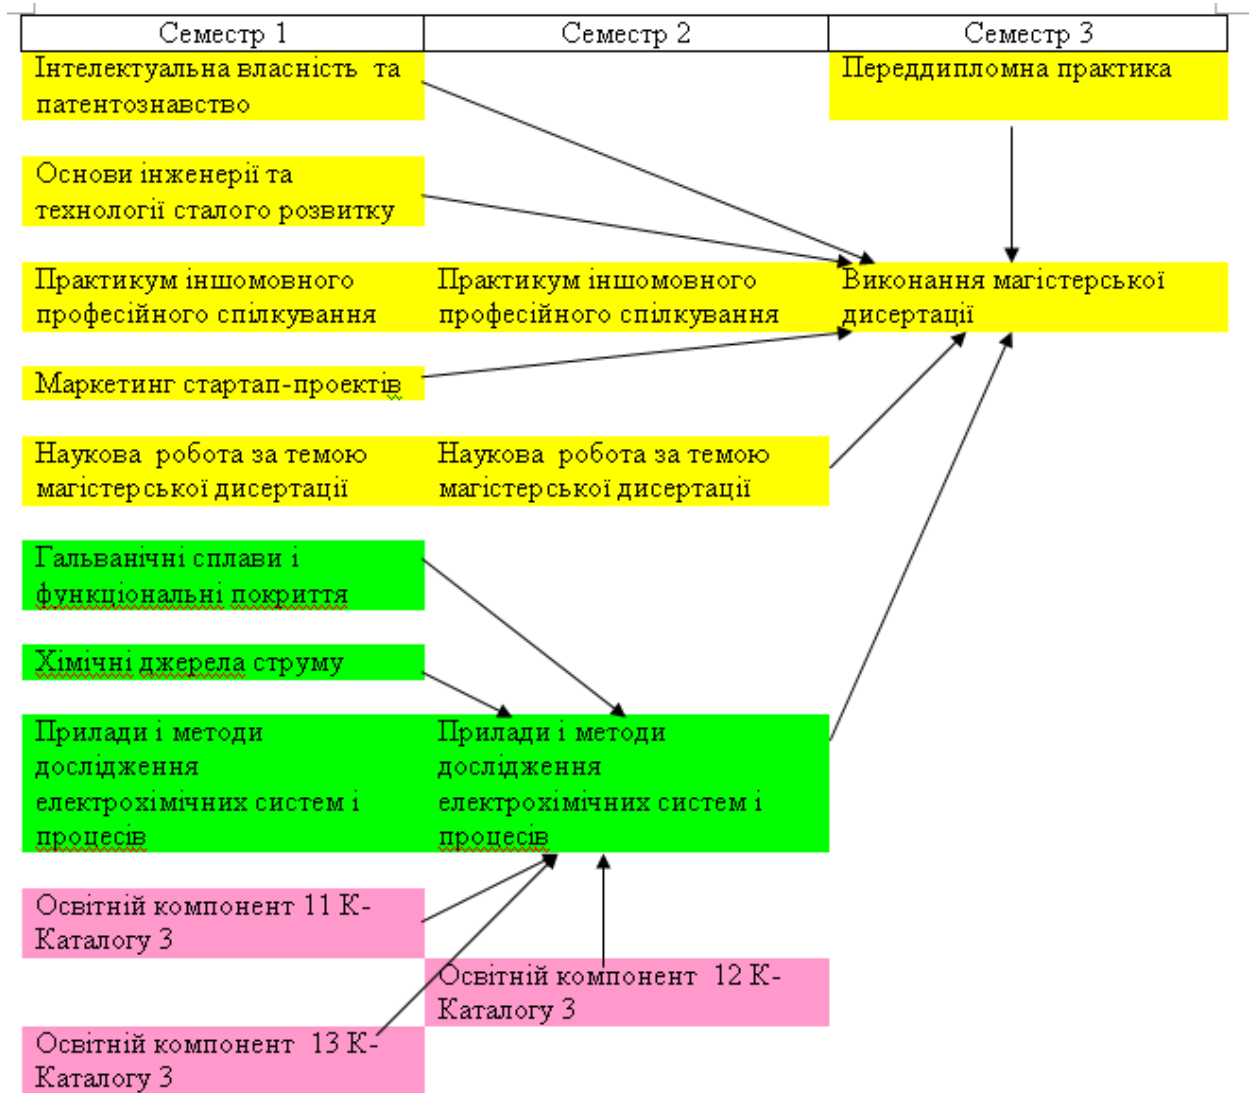 Семестр 1
Семестр 2
Семестр 3
Інтелектуальна власність та
патентознавство
Переддипломна практика
Основи інженерії та
технології сталого розвитку
Практикум іншомовного
професійного спілкування
Практикум іншомовного
професійного спілкування
Виконання магістерської
дисертації
Маркетинг стартап-проектів
Наукова робота за темою
магістерської дисертації
Наукова робота за темою
магістерської дисертації
Гальванічні сплави і
функціональні покриття
Хімічні джерела струму
Прилади і методи
дослідження
електрохімічних систем і
процесів
Прилади і методи
дослідження
електрохімічних систем і
процесів
Освітній компонент 11 К-
Каталогу 3
Освітній компонент 12 К-
Каталогу 3
Освітній компонент 13 К-
Каталогу 3